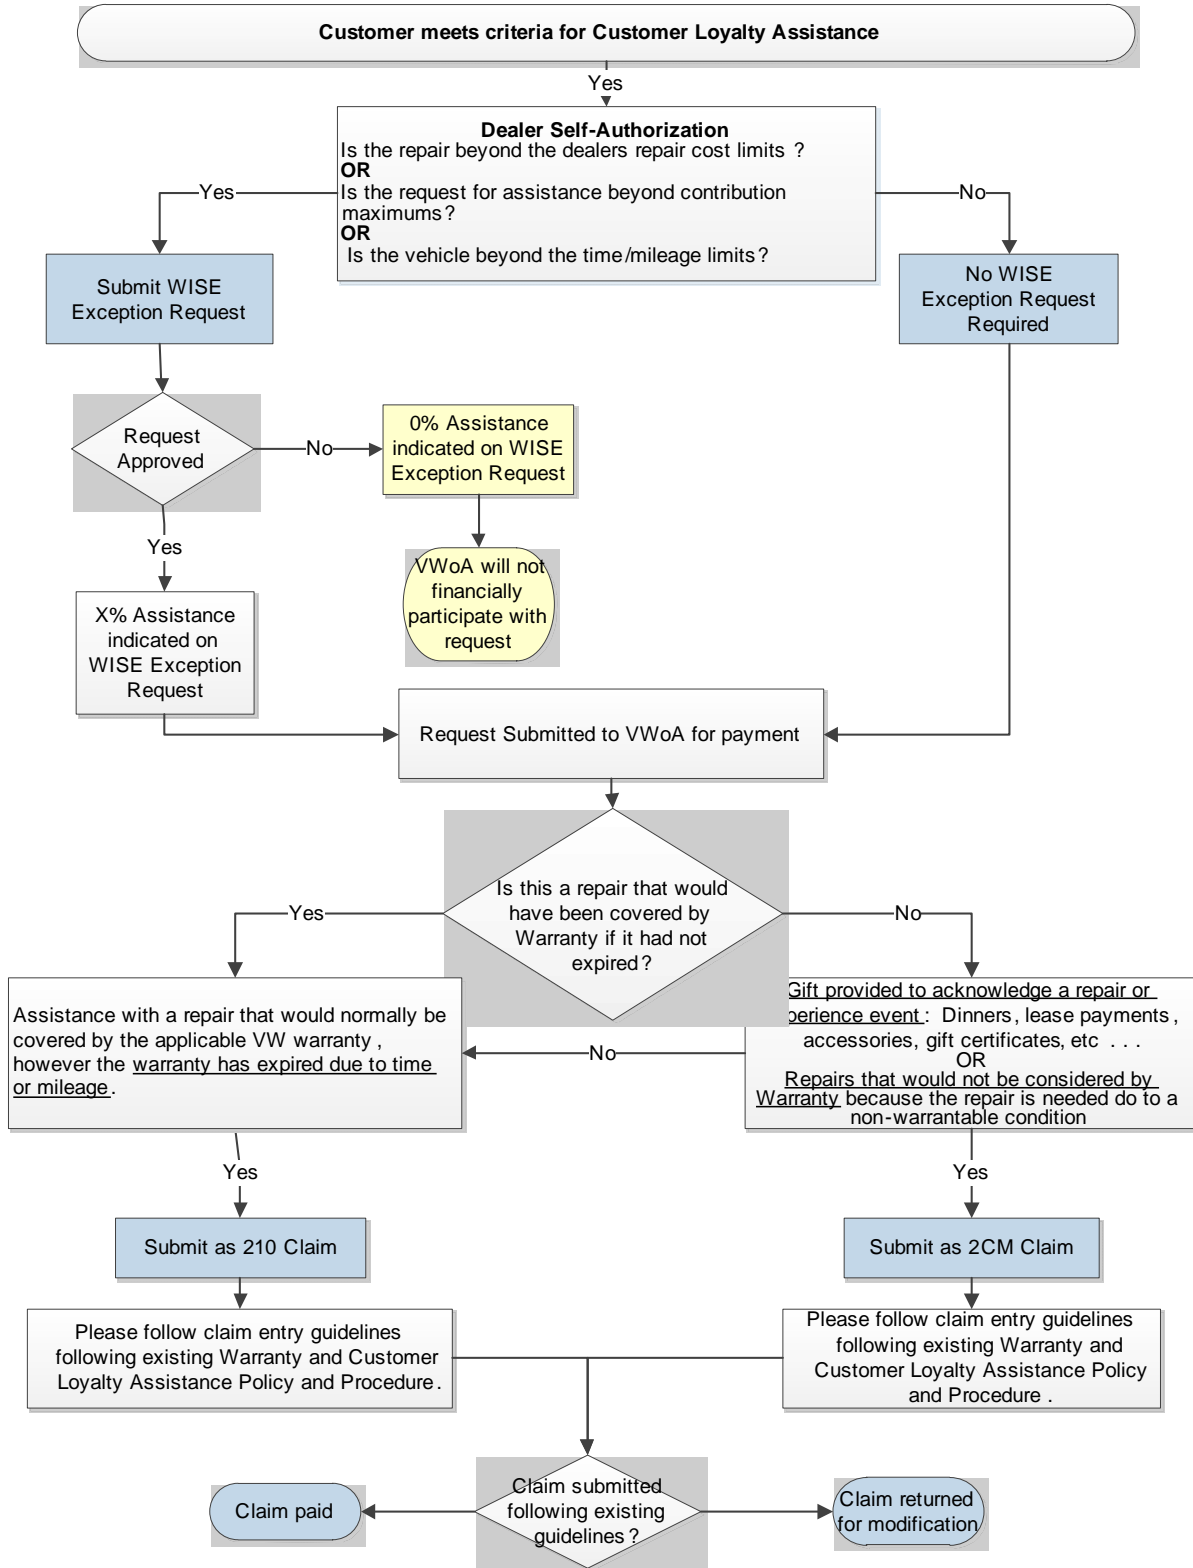 Customer meets criteria for Customer Loyalty Assistance
Yes
Dealer Self-Authorization
Is the repair beyond the dealers repair cost limits ?
OR
Is the request for assistance beyond contribution
maximums?
OR
Is the vehicle beyond the time/mileage limits?
Yes
No
Submit WISE
Exception Request
No WISE
Exception Request
Required
Request
Approved
No
0% Assistance
indicated on WISE
Exception Request
Yes
VWoA will not
financially
participate with
request
X% Assistance
indicated on
WISE Exception
Request
Request Submitted to VWoA for payment
Is this a repair that would
have been covered by
Warranty if it had not
expired?
Yes
No
Assistance with a repair that would normally be
covered by the applicable VW warranty ,
however the warranty has expired due to time
or mileage .
No
Gift provided to acknowledge a repair or
perience event : Dinners, lease payments ,
accessories, gift certificates, etc . . .
OR
Repairs that would not be considered by
Warranty because the repair is needed do to a
non-warrantable condition
Yes
Yes
Submit as 210 Claim
Submit as 2CM Claim
Please follow claim entry guidelines
following existing Warranty and Customer
Loyalty Assistance Policy and Procedure .
Please follow claim entry guidelines
following existing Warranty and
Customer Loyalty Assistance Policy
and Procedure .
Claim submitted
following existing
guidelines ?
Claim paid
Claim returned
for modification